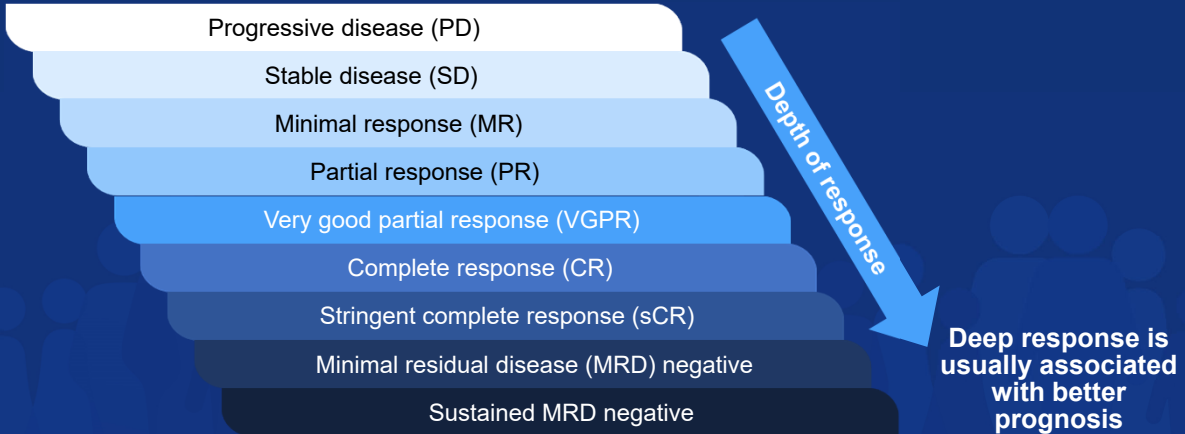 Progressive disease (PD)
Stable disease (SD)
Minimal response (MR)
Partial response (PR)
Very good partial response (VGPR)
Complete response (CR)
Stringent complete response (sCR)
Minimal residual disease (MRD) negative
Sustained MRD negative
Depth of response
Deep response is
usually associated
with better
prognosis